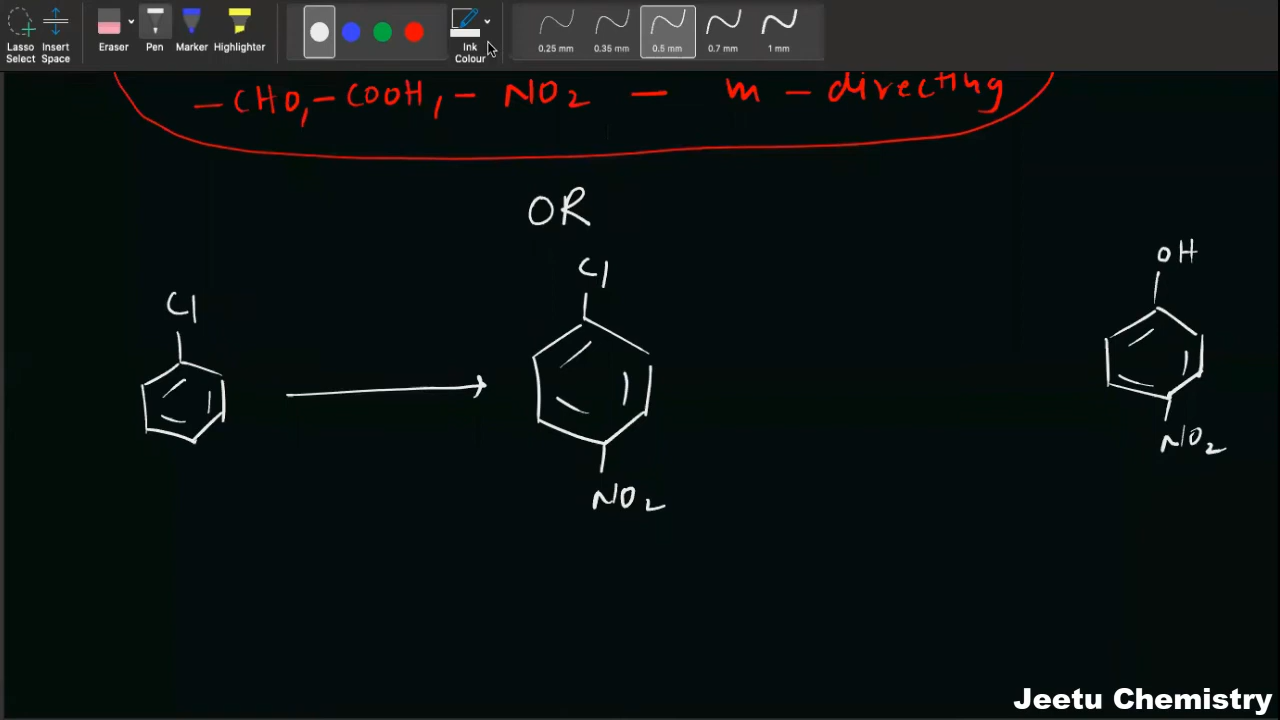 Lasso Select
Insert Space
Eraser
Pen
Marker
Highlighter
Ink Colour
0.25 mm
0.35 mm
0.5 mm
0.7 mm
1 mm
-CHO, -COOH, - NO2 - m - directing
OR
Cl
Cl
NO2
OH
NO2
Jeetu Chemistry